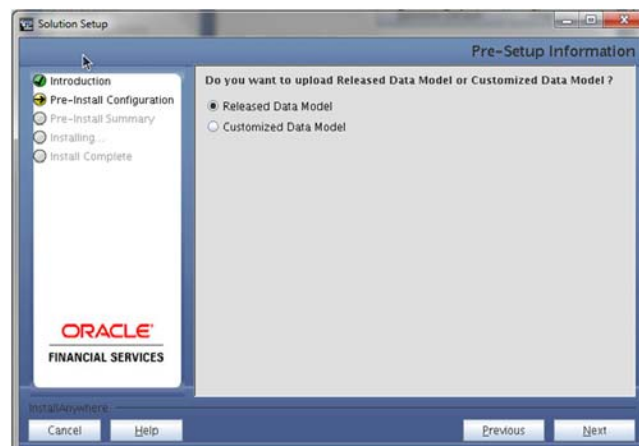 Solution Setup
Pre-Setup Information
Introduction
Pre-Install Configuration
Pre-Install Summary
Installing...
Install Complete
Do you want to upload Released Data Model or Customized Data Model ?
Released Data Model
Customized Data Model
ORACLE®
FINANCIAL SERVICES
InstallAnywhere
Cancel
Help
Previous
Next